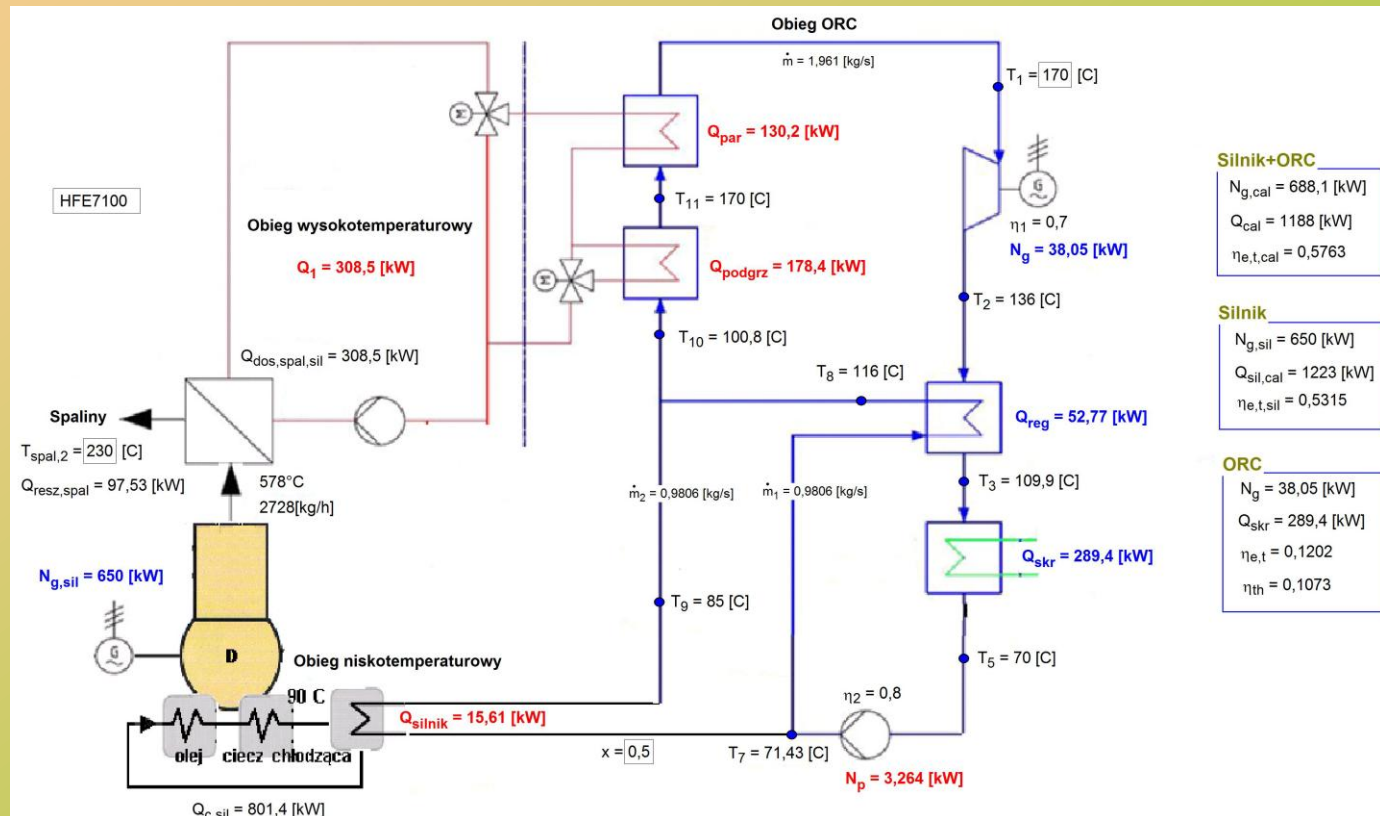 Obieg ORC
ṁ = 1,961 [kg/s]
T1 = 170 [C]
M
Qpar = 130,2 [kW]
HFE7100
T11 = 170 [C]
G
η1 = 0,7
Ng = 38,05 [kW]
Obieg wysokotemperaturowy
Q1 = 308,5 [kW]
Qpodgrz = 178,4 [kW]
M
T2 = 136 [C]
T10 = 100,8 [C]
Qdos,spal,sil = 308,5 [kW]
T8 = 116 [C]
Spaliny
Qreg = 52,77 [kW]
Tspal,2 = 230 [C]
Qresz,spal = 97,53 [kW]
578°C
2728[kg/h]
ṁ2 = 0,9806 [kg/s]
ṁ1 = 0,9806 [kg/s]
T3 = 109,9 [C]
Qskr = 289,4 [kW]
Ng,sil = 650 [kW]
T9 = 85 [C]
G
D
Obieg niskotemperaturowy
T5 = 70 [C]
90 C
η2 = 0,8
Qsilnik = 15,61 [kW]
olej
ciecz chłodząca
x = 0,5
T7 = 71,43 [C]
Np = 3,264 [kW]
Qc,sil = 801,4 [kW]
Silnik+ORC
Ng,cal = 688,1 [kW]
Qcal = 1188 [kW]
ηe,t,cal = 0,5763
Silnik
Ng,sil = 650 [kW]
Qsil,cal = 1223 [kW]
ηe,t,sil = 0,5315
ORC
Ng = 38,05 [kW]
Qskr = 289,4 [kW]
ηe,t = 0,1202
ηth = 0,1073